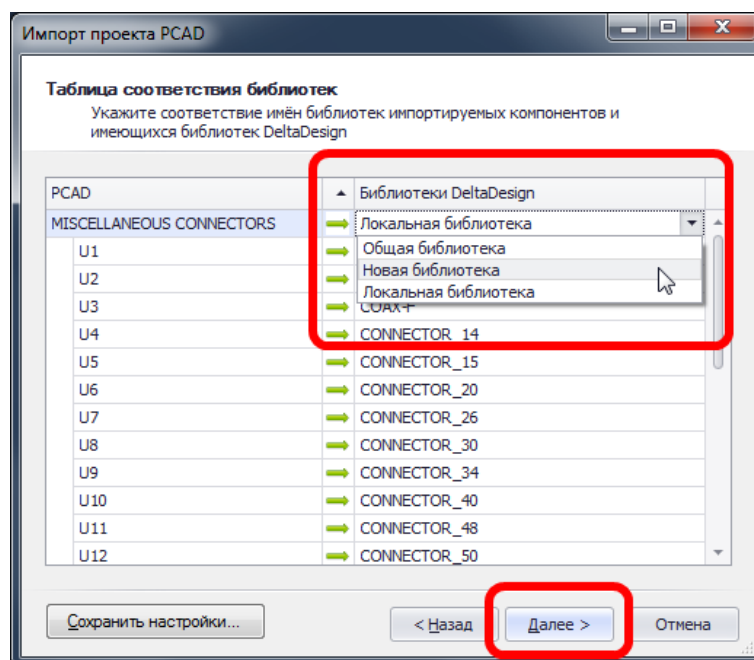 Импорт проекта PCAD
Таблица соответствия библиотек
Укажите соответствие имён библиотек импортируемых компонентов и
имеющихся библиотек DeltaDesign
PCAD Библиотеки DeltaDesign
MISCELLANEOUS CONNECTORS Локальная библиотека
U1 Общая библиотека
U2 Новая библиотека
Локальная библиотека
U3 COAX-F
U4 CONNECTOR_14
U5 CONNECTOR_15
U6 CONNECTOR_20
U7 CONNECTOR_26
U8 CONNECTOR_30
U9 CONNECTOR_34
U10 CONNECTOR_40
U11 CONNECTOR_48
U12 CONNECTOR_50
Сохранить настройки... < Назад Далее > Отмена